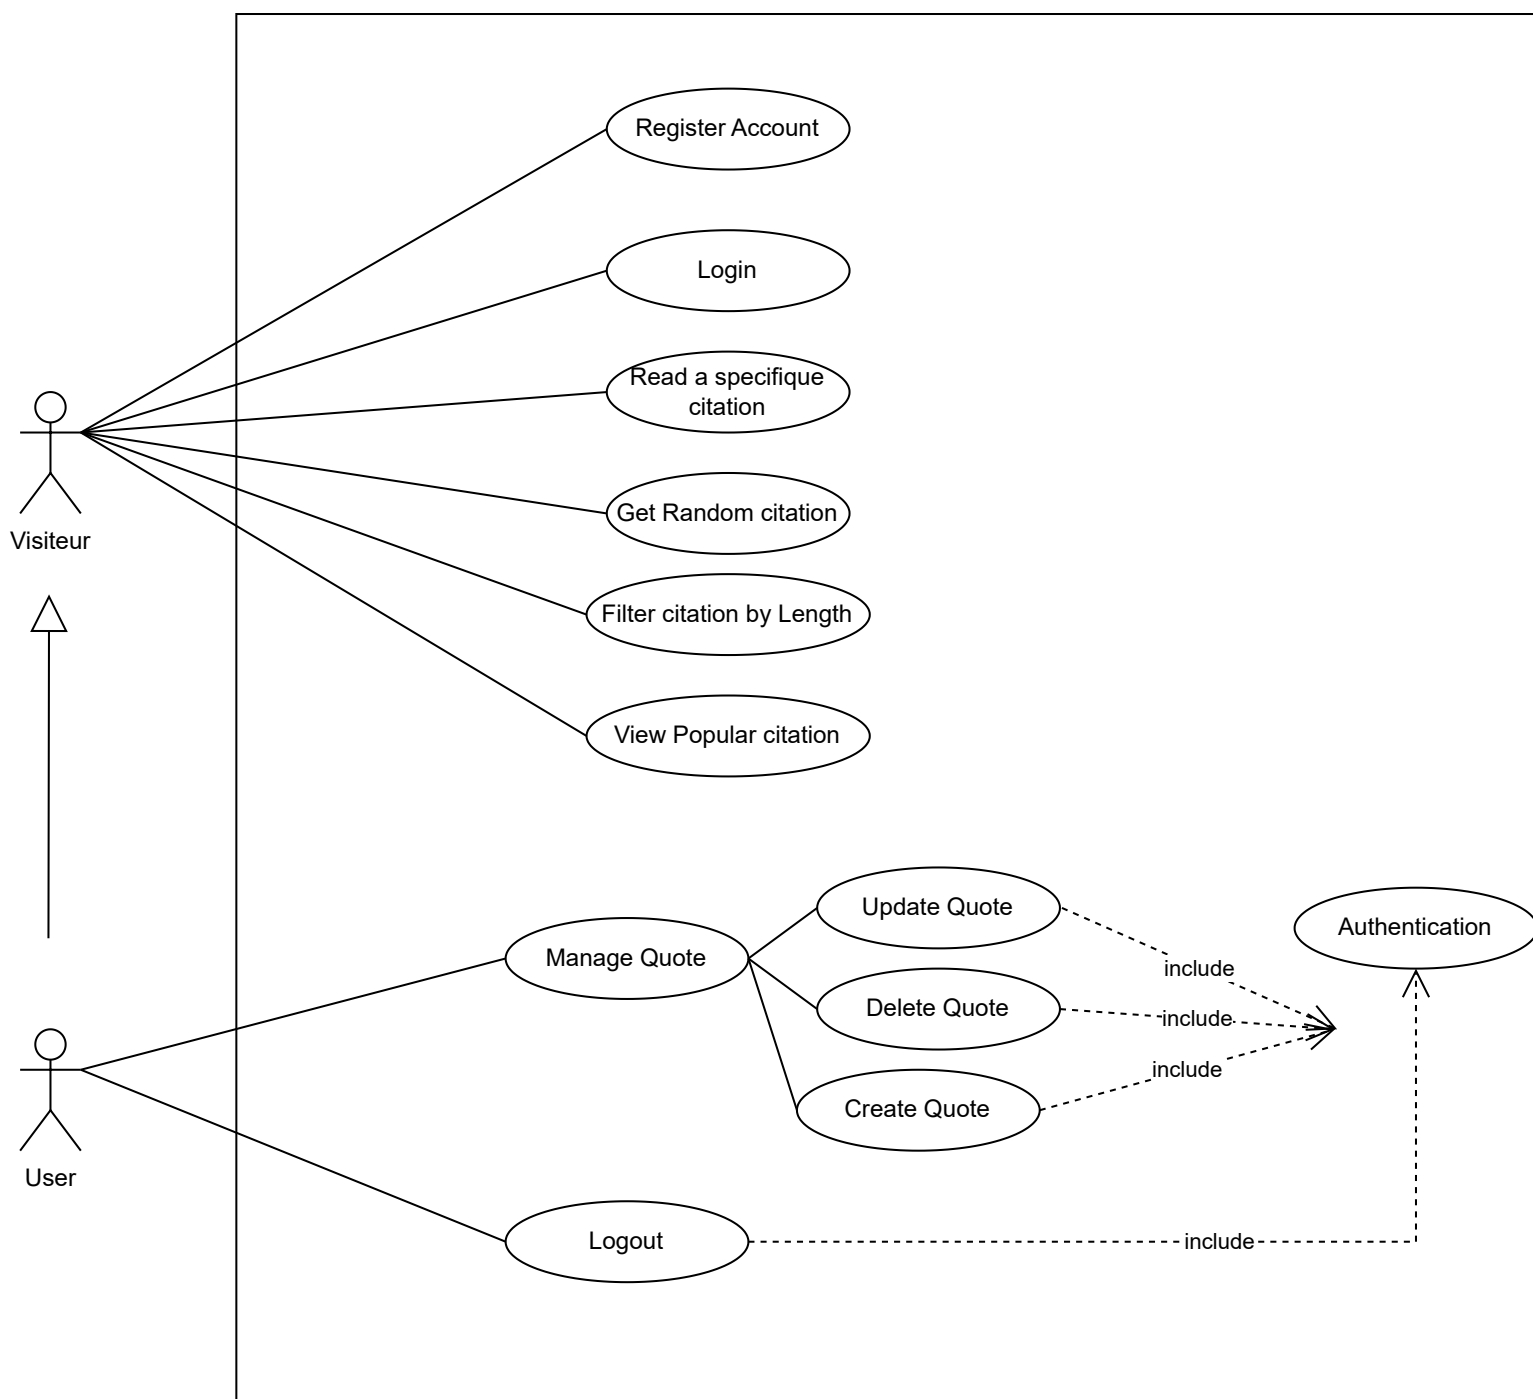 Register Account
Login
Read a specifique
citation
Get Random citation
Visiteur
Filter citation by Length
View Popular citation
Update Quote
Authentication
Manage Quote
include
Delete Quote
include
include
Create Quote
User
Logout
include